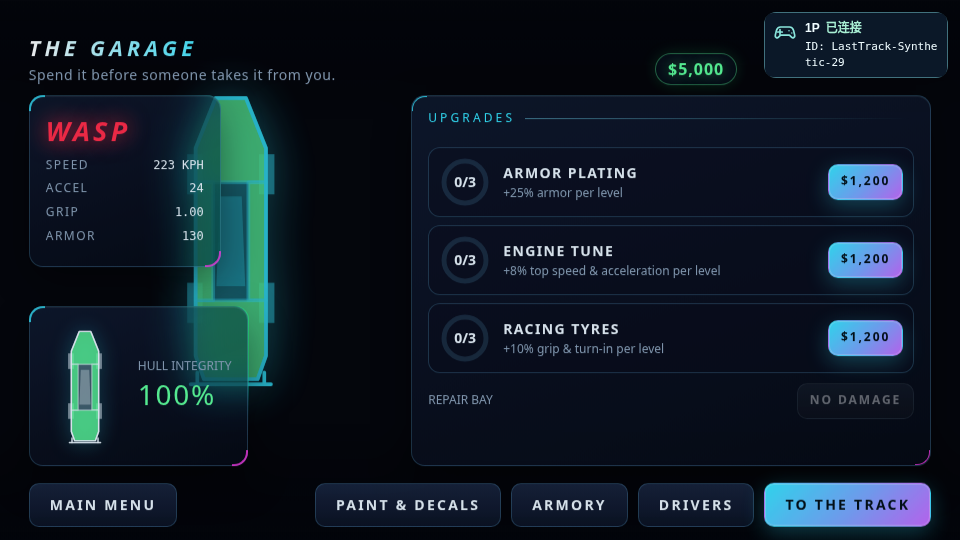 THE GARAGE
Spend it before someone takes it from you.
$5,000
1P 已连接
ID: LastTrack-Synthe
tic-29
WASP
SPEED 223 KPH
ACCEL 24
GRIP 1.00
ARMOR 130
HULL INTEGRITY
100%
UPGRADES
0/3 ARMOR PLATING
+25% armor per level
$1,200
0/3 ENGINE TUNE
+8% top speed & acceleration per level
$1,200
0/3 RACING TYRES
+10% grip & turn-in per level
$1,200
REPAIR BAY NO DAMAGE
MAIN MENU PAINT & DECALS ARMORY DRIVERS TO THE TRACK